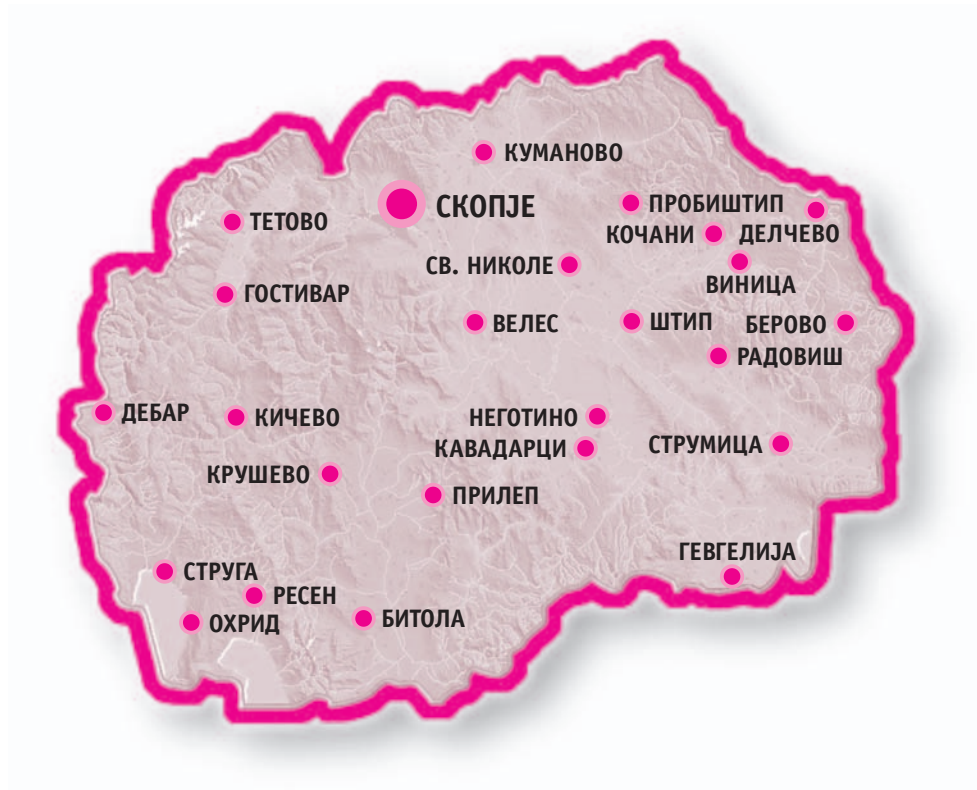 КУМАНОВО
СКОПЈЕ
ПРОБИШТИП
ТЕТОВО
КОЧАНИ
ДЕЛЧЕВО
СВ. НИКОЛЕ
ВИНИЦА
ГОСТИВАР
ВЕЛЕС
ШТИП
БЕРОВО
РАДОВИШ
ДЕБАР
КИЧЕВО
НЕГОТИНО
КАВАДАРЦИ
СТРУМИЦА
КРУШЕВО
ПРИЛЕП
ГЕВГЕЛИЈА
СТРУГА
РЕСЕН
ОХРИД
БИТОЛА